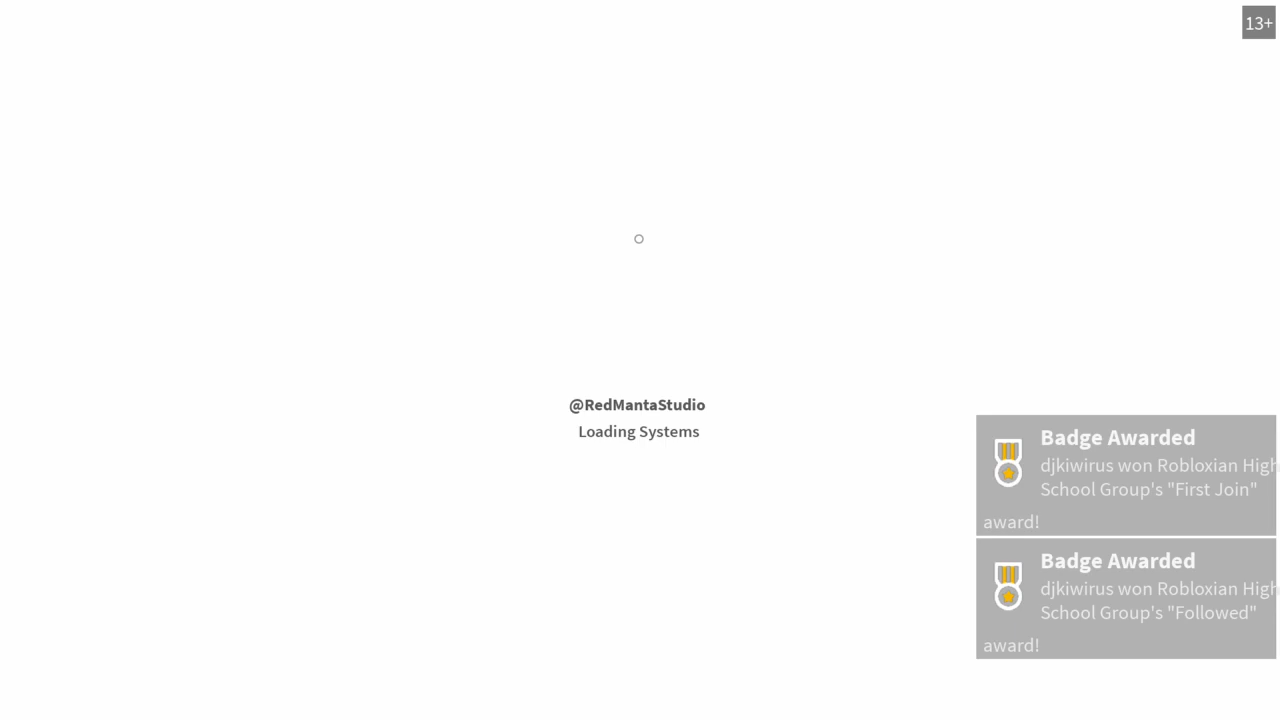 13+
@RedMantaStudio
Loading Systems
Badge Awarded
djkiwirus won Robloxian High
School Group's "First Join"
award!
Badge Awarded
djkiwirus won Robloxian High
School Group's "Followed"
award!